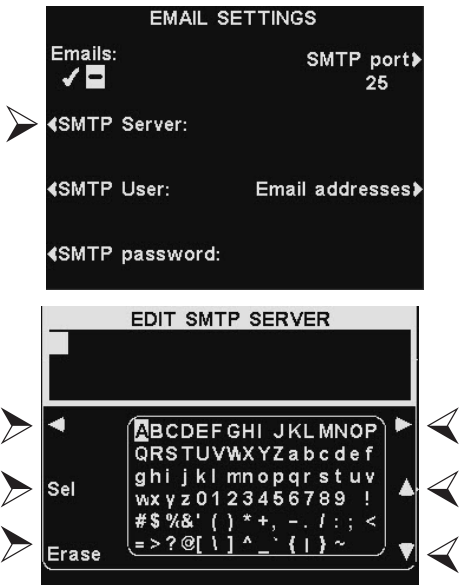 EMAIL SETTINGS
Emails:
SMTP port
25
SMTP Server:
SMTP User:
Email addresses
SMTP password:
EDIT SMTP SERVER
ABCDEFGHIJKLMNOP
QRSTUVWXYZabcdef
ghijklmnopqrstuv
wxyz0123456789 !
#$%&'()*+,-./:;<
=>?@[\]^_`{|}~
Sel
Erase